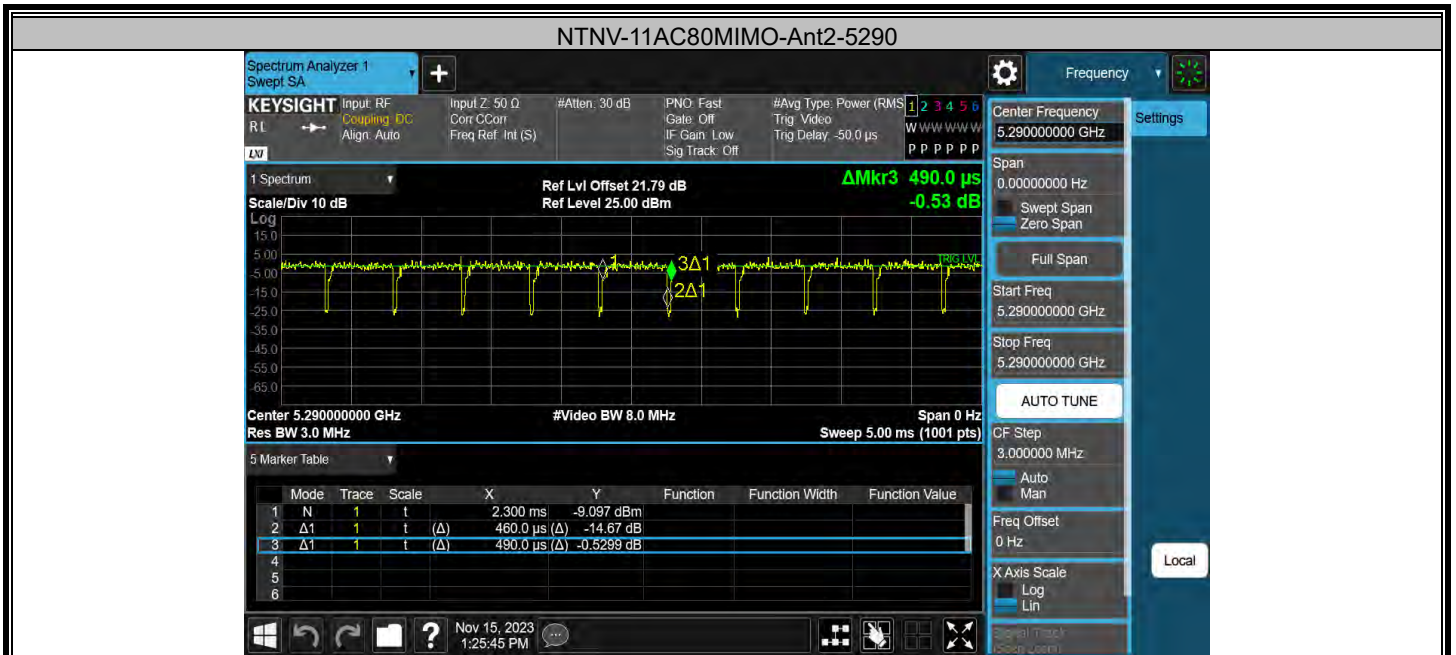 NTNV-11AC80MIMO-Ant2-5290
Spectrum Analyzer 1
Swept SA
Frequency
KEYSIGHT
RL
LXI
Input: RF
Coupling: DC
Align: Auto
Input Z: 50 Ω
Corr CCorr
Freq Ref: Int (S)
#Atten: 30 dB
PNO: Fast
Gate: Off
IF Gain: Low
Sig Track: Off
#Avg Type: Power (RMS
Trig: Video
Trig Delay: -50.0 µs
1 2 3 4 5 6
W W W W W W
P P P P P P
1 Spectrum
Scale/Div 10 dB
Ref Lvl Offset 21.79 dB
Ref Level 25.00 dBm
ΔMkr3 490.0 µs
-0.53 dB
Log
15.0
5.00
-5.00
-15.0
-25.0
-35.0
-45.0
-55.0
-65.0
1
3Δ1
2Δ1
TRIG LVL
Center 5.290000000 GHz
#Video BW 8.0 MHz
Span 0 Hz
Res BW 3.0 MHz
Sweep 5.00 ms (1001 pts)
5 Marker Table
Mode Trace Scale X Y Function Function Width Function Value
1 N 1 t 2.300 ms -9.097 dBm
2 Δ1 1 t (Δ) 460.0 µs (Δ) -14.67 dB
3 Δ1 1 t (Δ) 490.0 µs (Δ) -0.5299 dB
4
5
6
Nov 15, 2023
1:25:45 PM
Center Frequency
5.290000000 GHz
Settings
Span
0.00000000 Hz
Swept Span
Zero Span
Full Span
Start Freq
5.290000000 GHz
Stop Freq
5.290000000 GHz
AUTO TUNE
CF Step
3.000000 MHz
Auto
Man
Freq Offset
0 Hz
X Axis Scale
Log
Lin
Signal Track
(Span Zoom)
Local